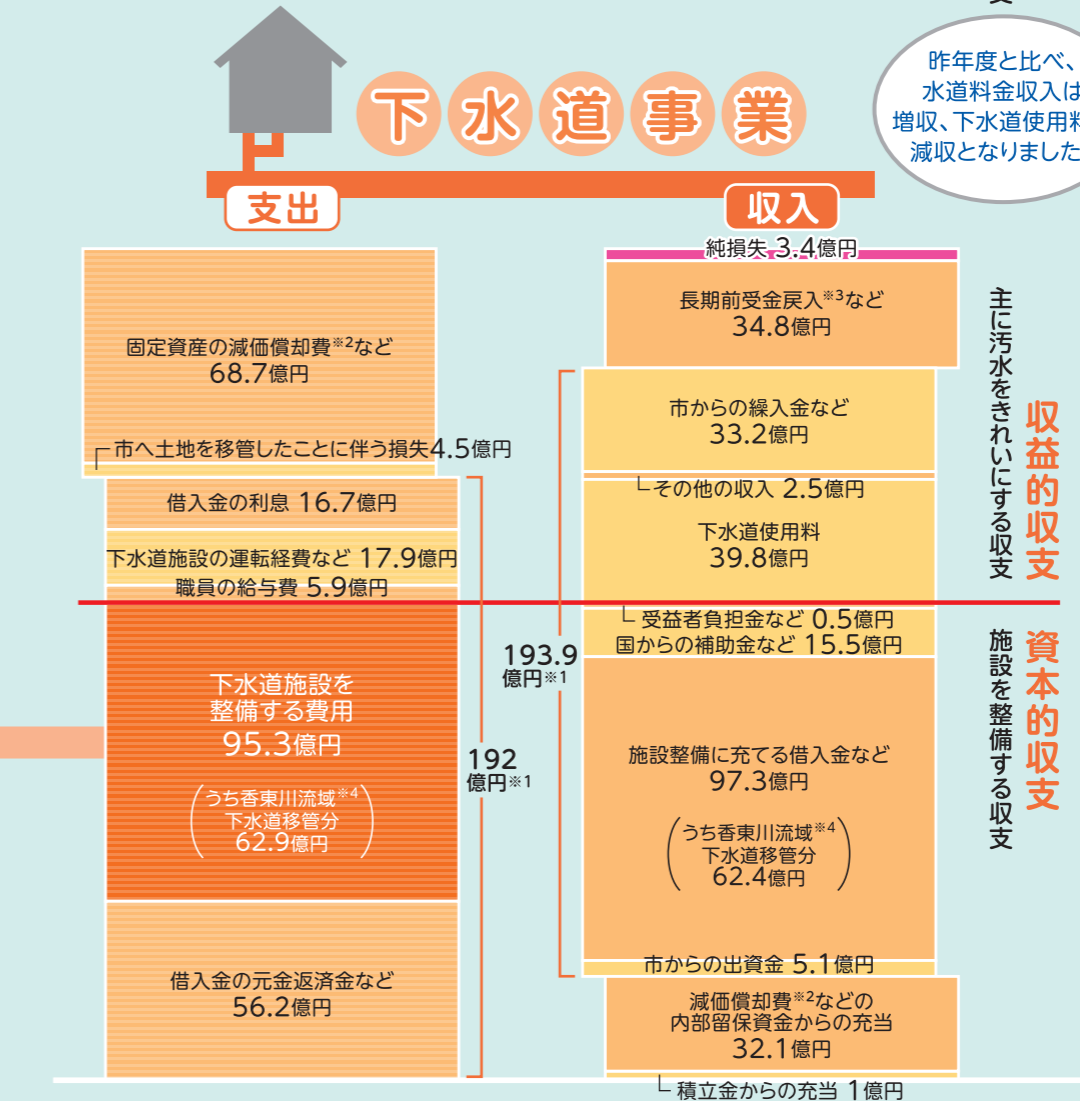 下水道事業
昨年度と比べ、
水道料金収入は
増収、下水道使用料
減収となりました
支出
収入
固定資産の減価償却費※2など
68.7億円
市へ土地を移管したことに伴う損失4.5億円
借入金の利息 16.7億円
下水道施設の運転経費など 17.9億円
職員の給与費 5.9億円
下水道施設を
整備する費用
95.3億円
(うち香東川流域※4
下水道移管分
62.9億円)
借入金の元金返済金など
56.2億円
192
億円※1
193.9
億円※1
純損失 3.4億円
長期前受金戻入※3など
34.8億円
市からの繰入金など
33.2億円
その他の収入 2.5億円
下水道使用料
39.8億円
受益者負担金など 0.5億円
国からの補助金など 15.5億円
施設整備に充てる借入金など
97.3億円
(うち香東川流域※4
下水道移管分
62.4億円)
市からの出資金 5.1億円
減価償却費※2などの
内部留保資金からの充当
32.1億円
積立金からの充当 1億円
収益的収支
主に汚水をきれいにする収支
資本的収支
施設を整備する収支